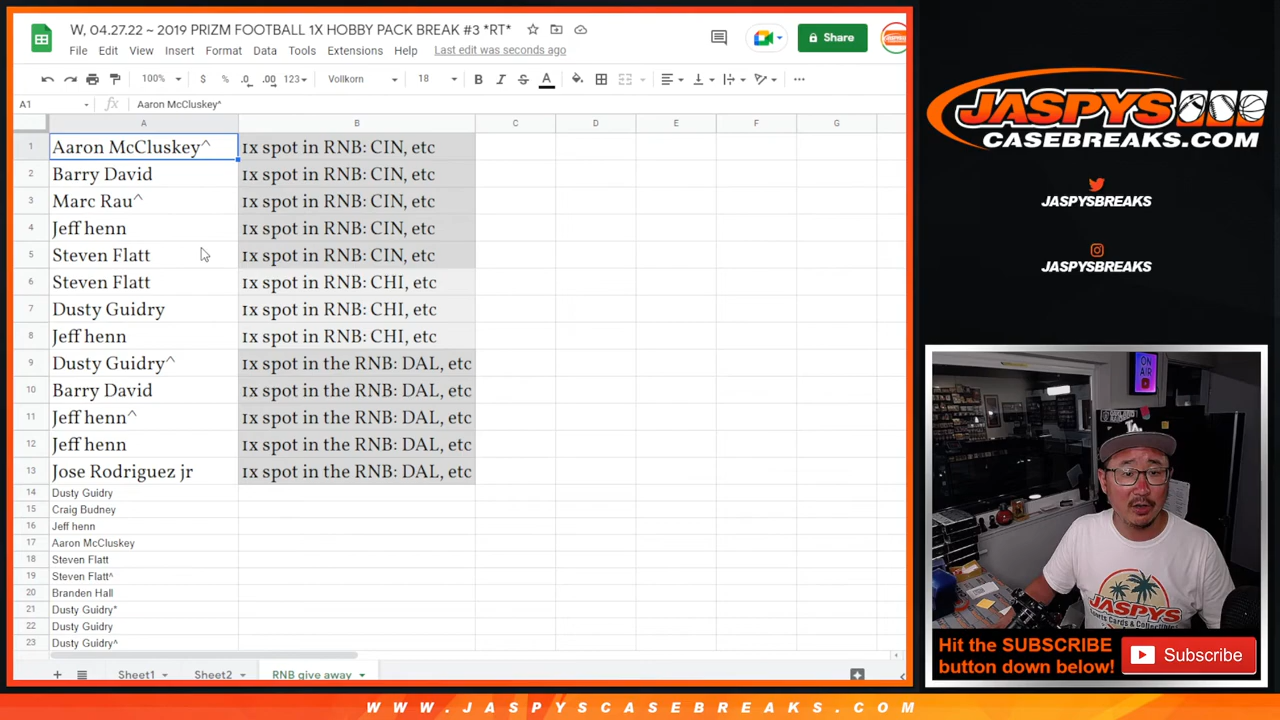 W, 04.27.22 ~ 2019 PRIZM FOOTBALL 1X HOBBY PACK BREAK #3 *RT*
File Edit View Insert Format Data Tools Extensions Help Last edit was seconds ago
Share
100% $ % .0 .00 123 Vollkorn 18 B I S A
A1 fx Aaron McCluskey^
A B C D E F G
1 Aaron McCluskey^ 1x spot in RNB: CIN, etc
2 Barry David 1x spot in RNB: CIN, etc
3 Marc Rau^ 1x spot in RNB: CIN, etc
4 Jeff henn 1x spot in RNB: CIN, etc
5 Steven Flatt 1x spot in RNB: CIN, etc
6 Steven Flatt 1x spot in RNB: CHI, etc
7 Dusty Guidry 1x spot in RNB: CHI, etc
8 Jeff henn 1x spot in RNB: CHI, etc
9 Dusty Guidry^ 1x spot in the RNB: DAL, etc
10 Barry David 1x spot in the RNB: DAL, etc
11 Jeff henn^ 1x spot in the RNB: DAL, etc
12 Jeff henn 1x spot in the RNB: DAL, etc
13 Jose Rodriguez jr 1x spot in the RNB: DAL, etc
14 Dusty Guidry
15 Craig Budney
16 Jeff henn
17 Aaron McCluskey
18 Steven Flatt
19 Steven Flatt^
20 Branden Hall
21 Dusty Guidry*
22 Dusty Guidry
23 Dusty Guidry^
Sheet1 Sheet2 RNB give away
JASPYS
CASEBREAKS.COM
JASPYSBREAKS
JASPYSBREAKS
ON
AIR
JASPYS
Hit the SUBSCRIBE
button down below!
Subscribe
WWW.JASPYSCASEBREAKS.COM